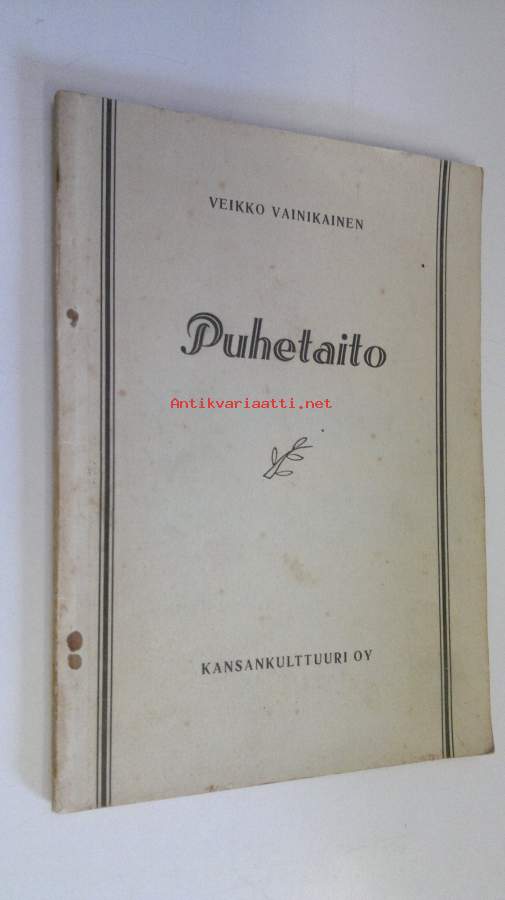 VEIKKO VAINIKAINEN
Puhetaito
Antikvariaatti.net
KANSANKULTTUURI OY